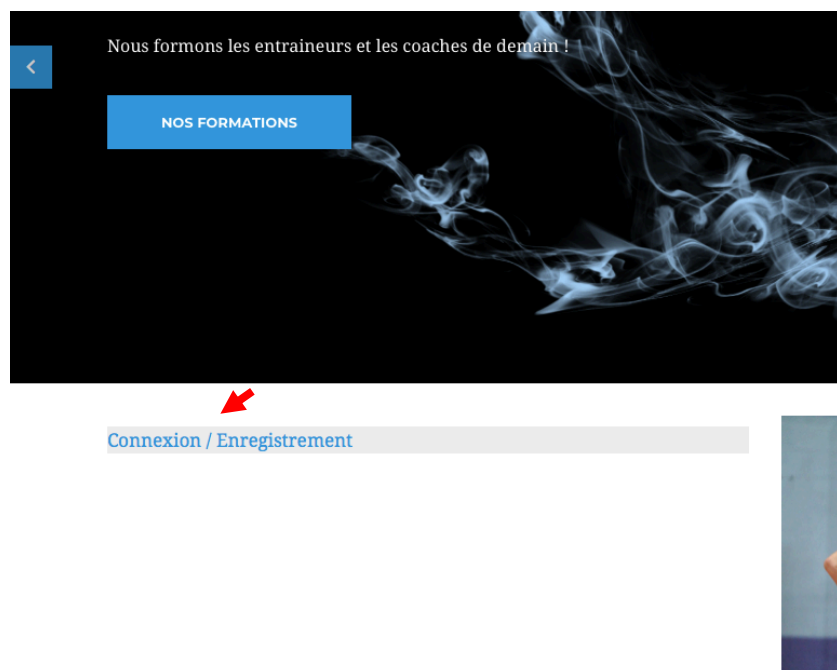 Nous formons les entraineurs et les coaches de demain !
NOS FORMATIONS
Connexion / Enregistrement